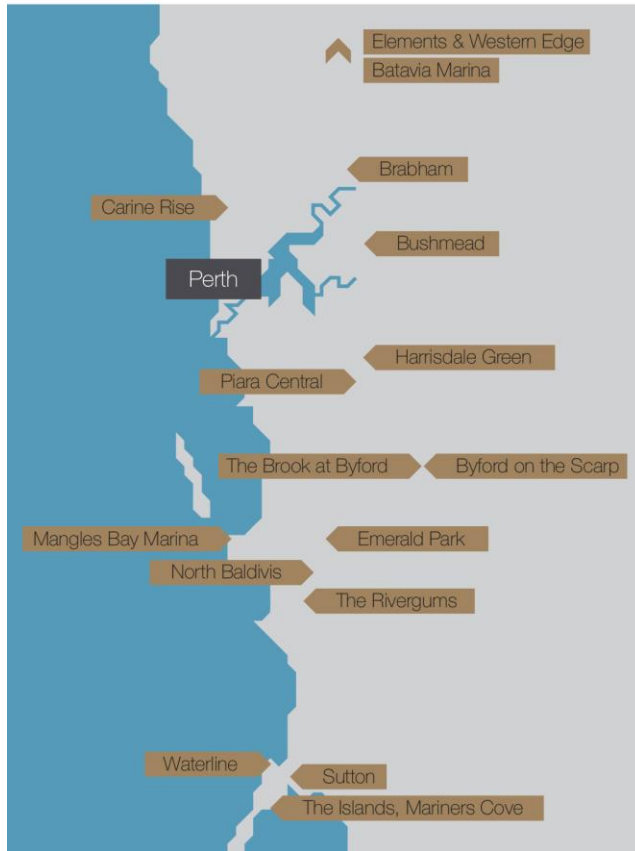 Elements & Western Edge
Batavia Marina
Brabham
Carine Rise
Bushmead
Perth
Harrisdale Green
Piara Central
The Brook at Byford
Byford on the Scarp
Mangles Bay Marina
Emerald Park
North Baldivis
The Rivergums
Waterline
Sutton
The Islands, Mariners Cove